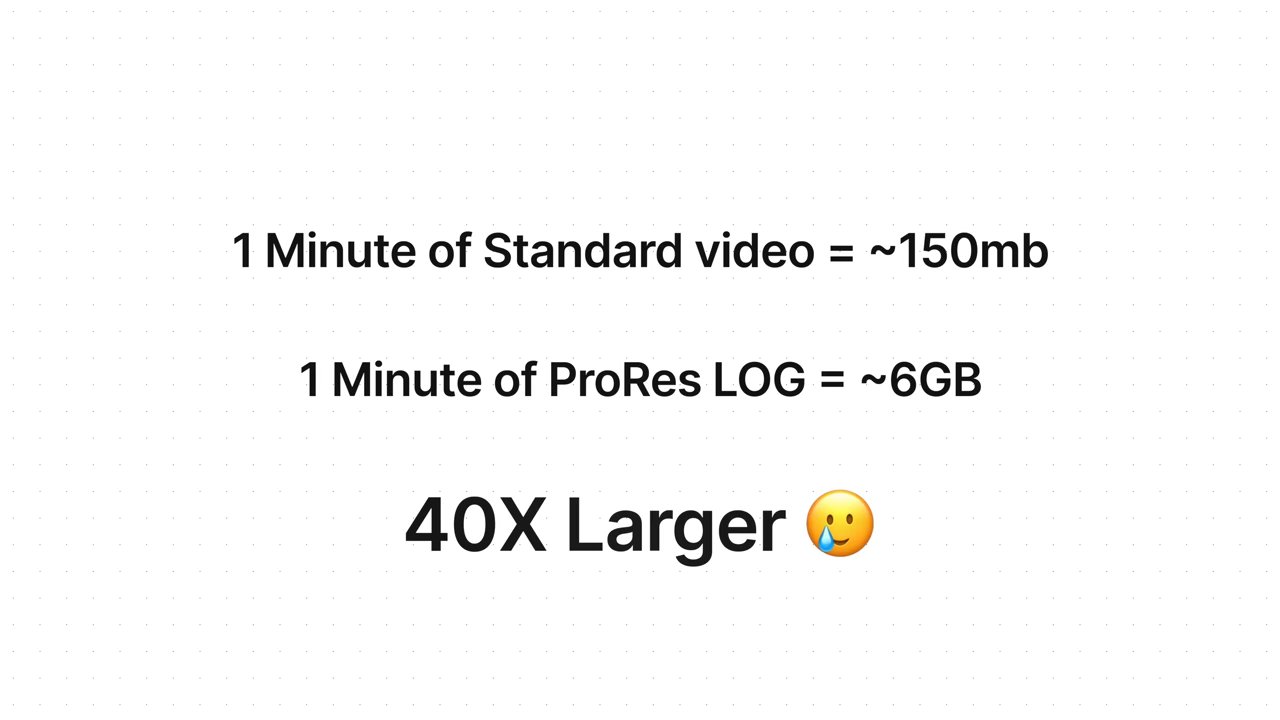 1 Minute of Standard video = ~150mb
1 Minute of ProRes LOG = ~6GB
40X Larger 🥲